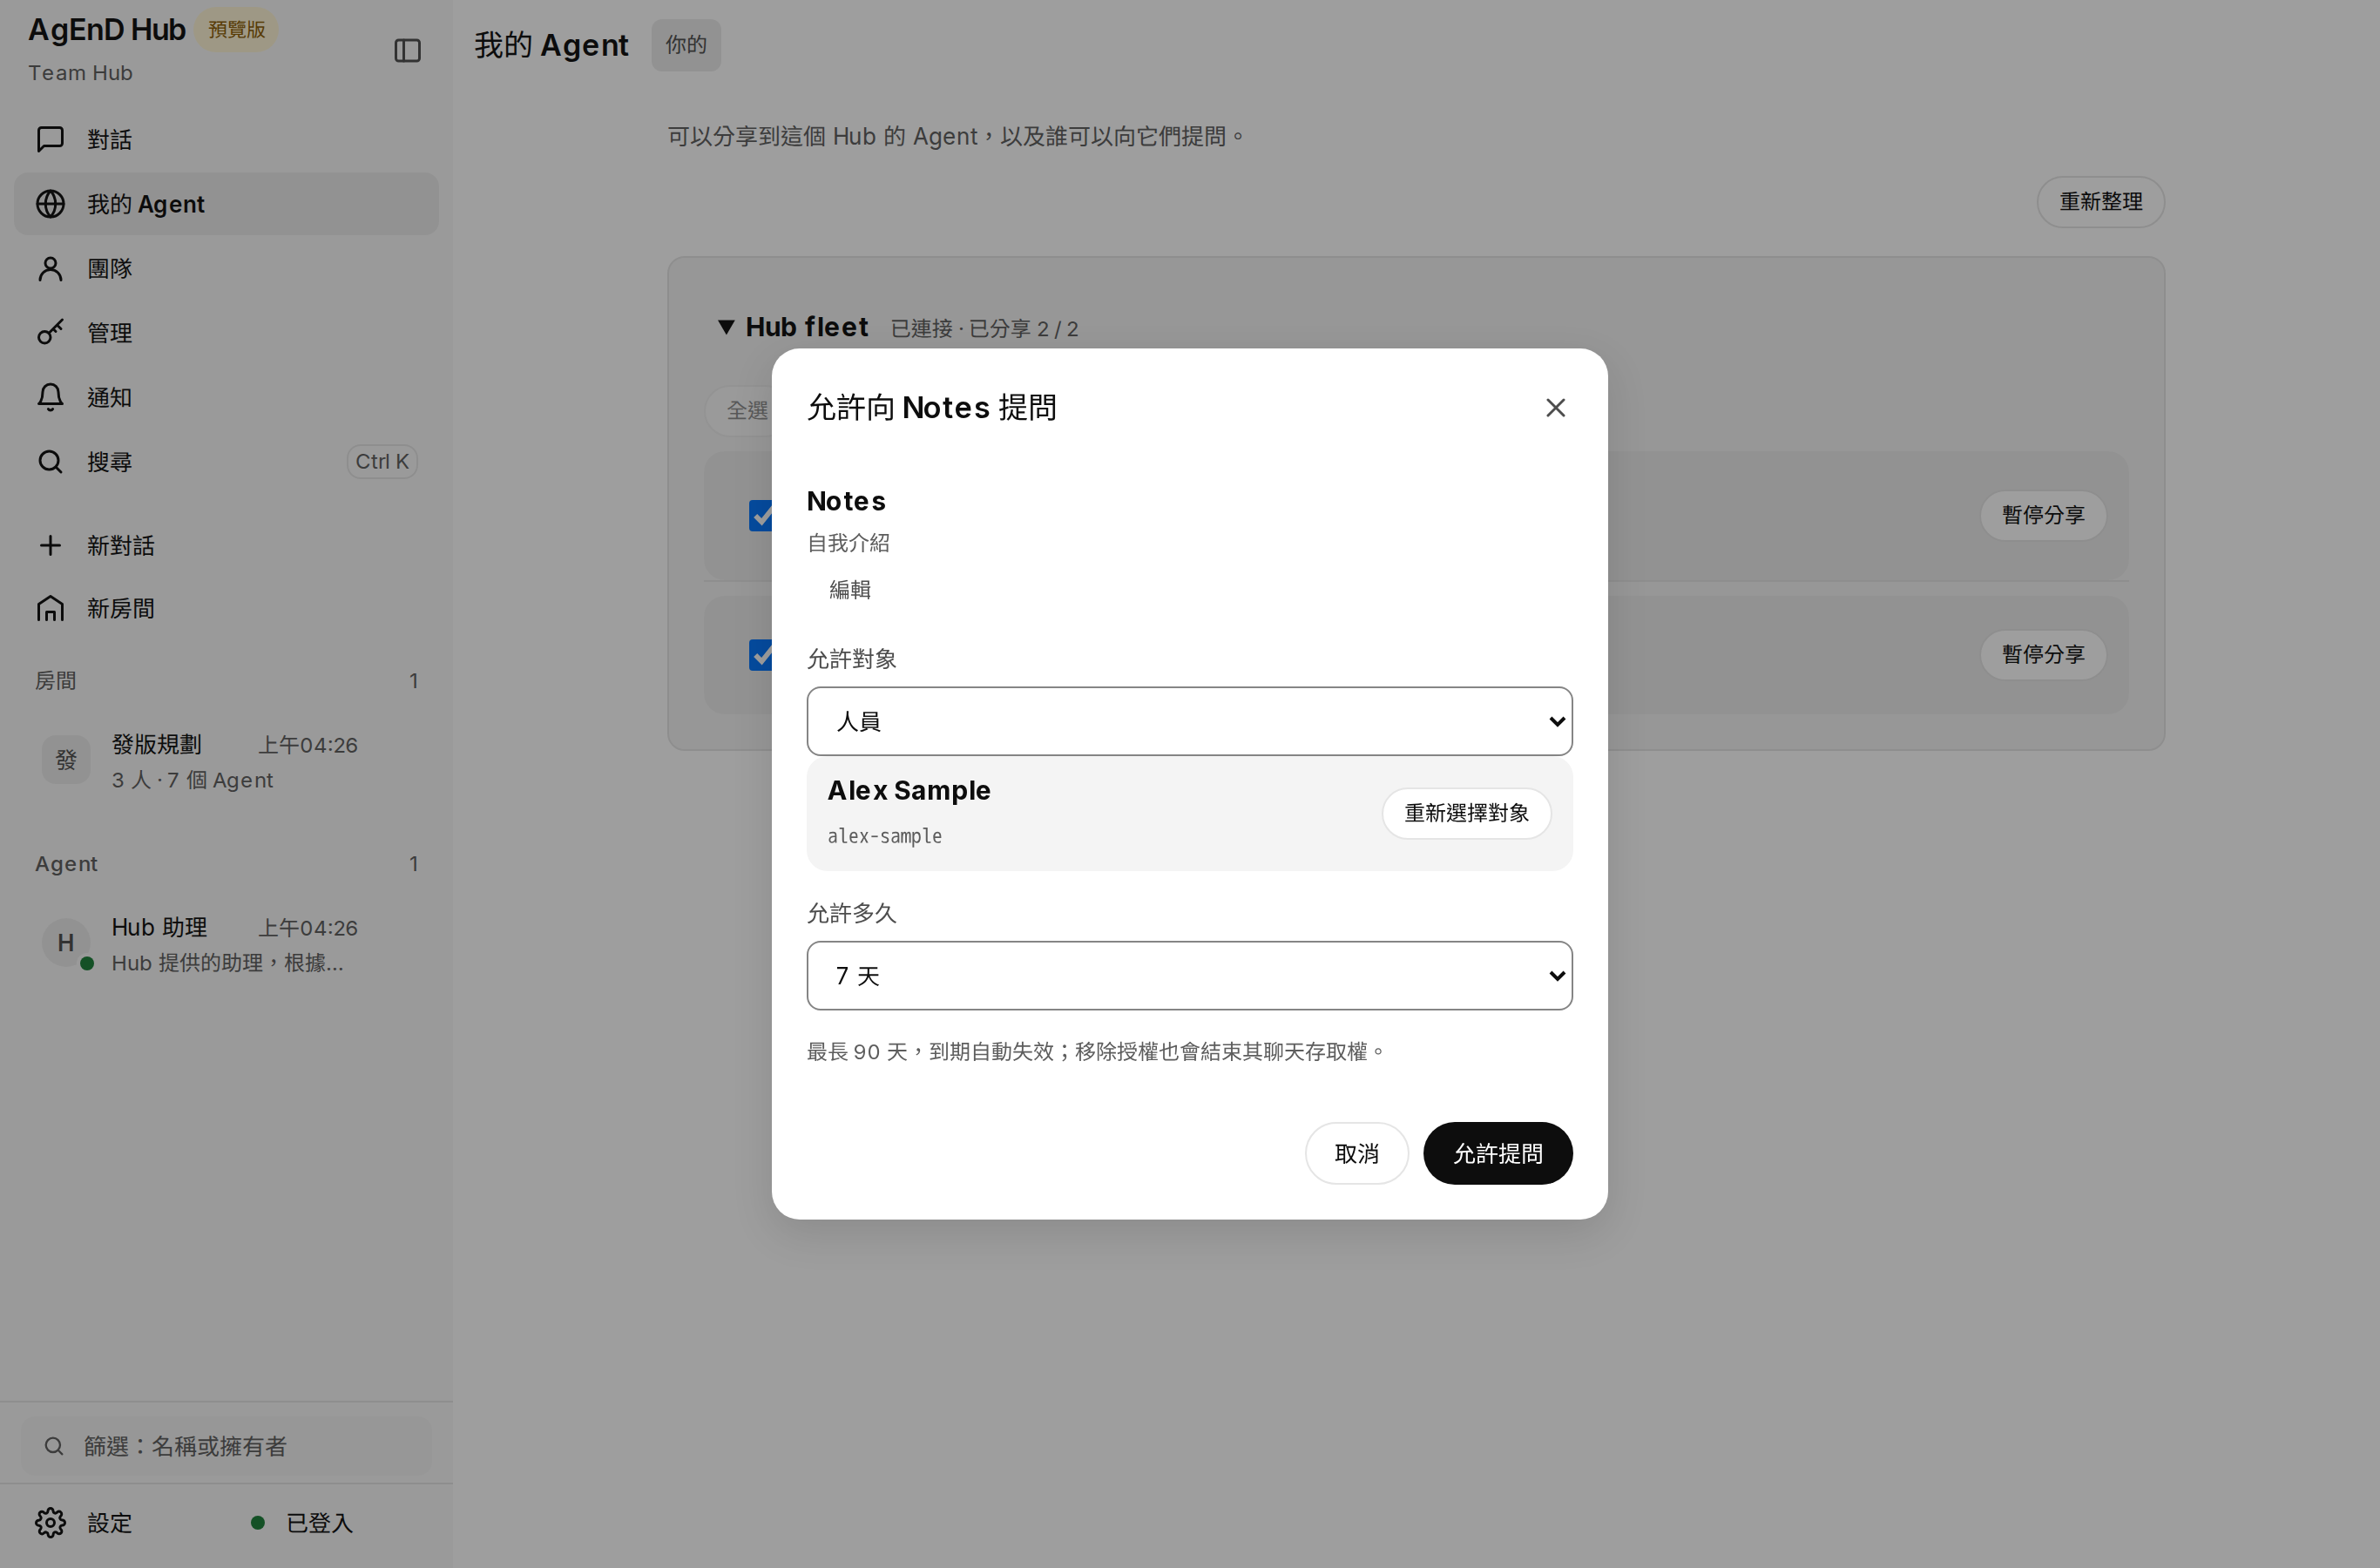 AgEnD Hub 預覽版
Team Hub
對話
我的 Agent
團隊
管理
通知
搜尋 Ctrl K
新對話
新房間
房間 1
發 發版規劃 上午04:26
3 人 · 7 個 Agent
Agent 1
H Hub 助理 上午04:26
Hub 提供的助理，根據...
篩選：名稱或擁有者
設定 已登入
我的 Agent 你的
可以分享到這個 Hub 的 Agent，以及誰可以向它們提問。
重新整理
Hub fleet 已連接 · 已分享 2 / 2
全選
暫停分享
暫停分享
允許向 Notes 提問
Notes
自我介紹
編輯
允許對象
人員
Alex Sample
alex-sample
重新選擇對象
允許多久
7 天
最長 90 天，到期自動失效；移除授權也會結束其聊天存取權。
取消 允許提問